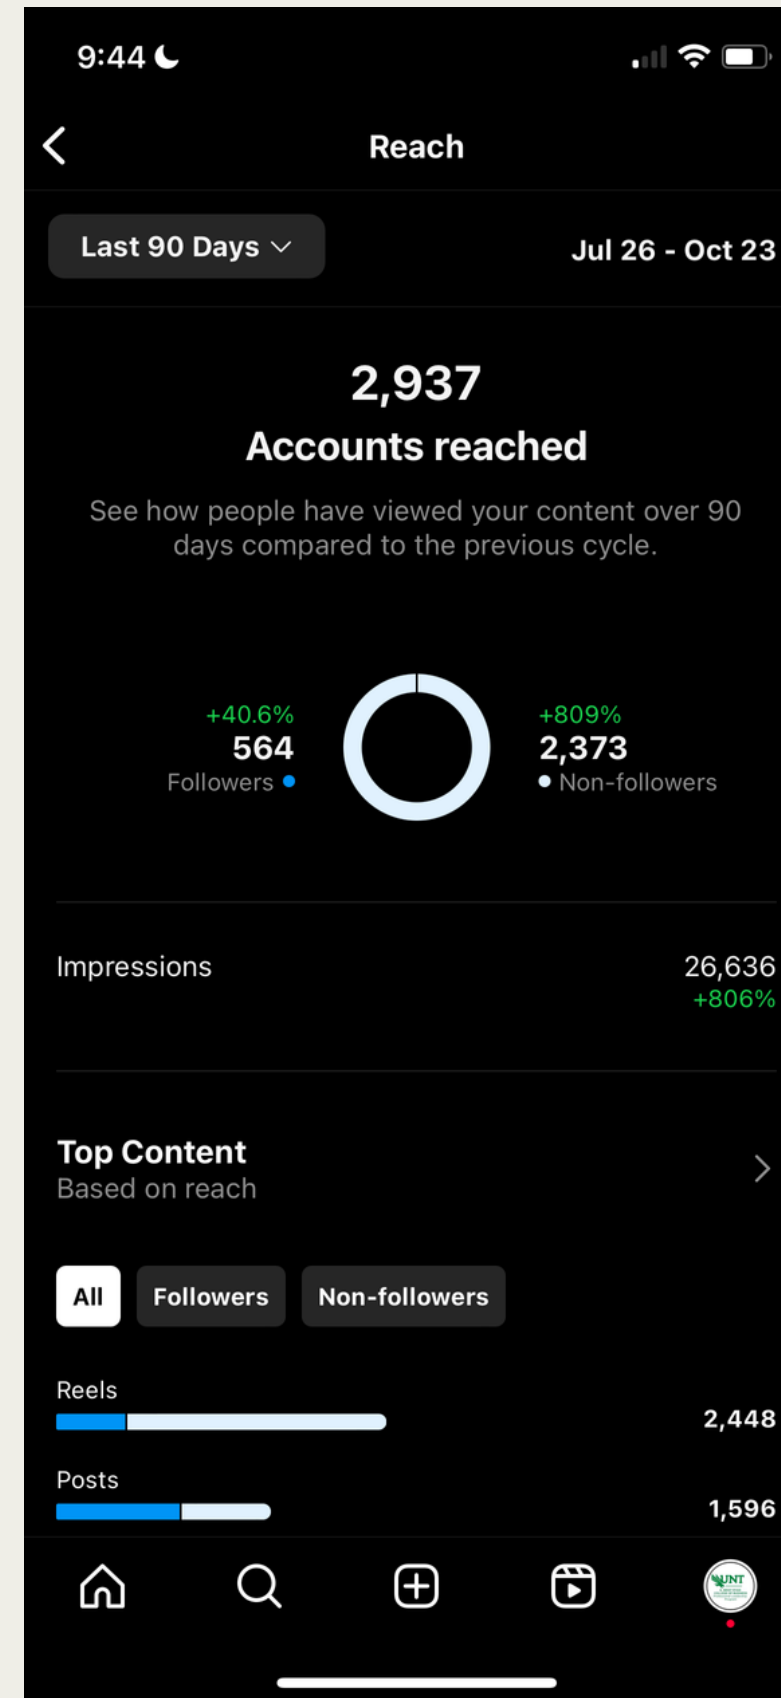 9:44
Reach
Last 90 Days
Jul 26 - Oct 23
2,937
Accounts reached
See how people have viewed your content over 90
days compared to the previous cycle.
+40.6%
564
Followers
+809%
2,373
Non-followers
Impressions
26,636
+806%
Top Content
Based on reach
All
Followers
Non-followers
Reels
2,448
Posts
1,596
UNT